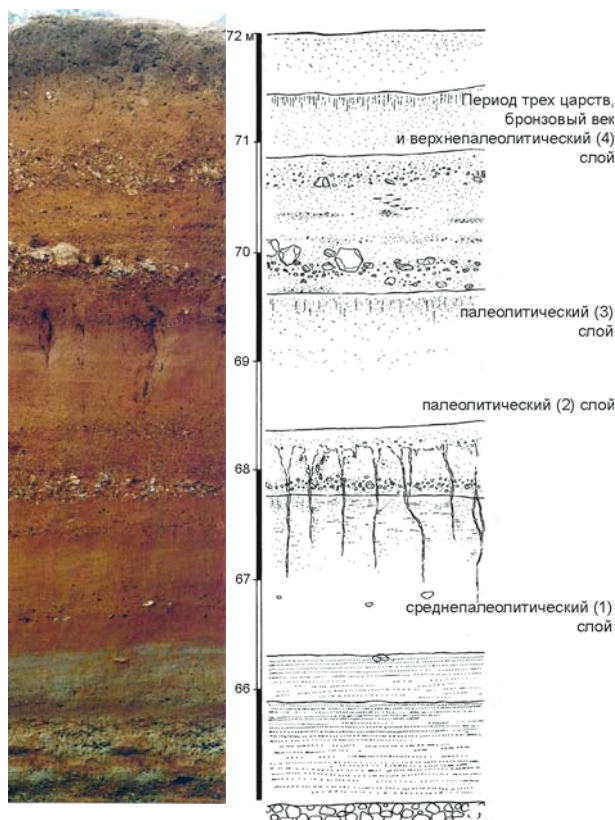 72 м
Период трех царств,
бронзовый век
71
и верхнепалеолитический (4)
слой
70
палеолитический (3)
слой
69
палеолитический (2) слой
68
67
среднепалеолитический (1)
слой
66